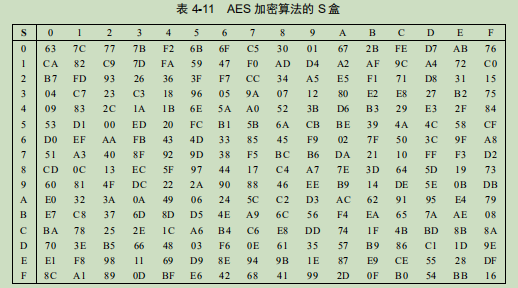 表 4-11 AES 加密算法的 S 盒
S 0 1 2 3 4 5 6 7 8 9 A B C D E F
0 63 7C 77 7B F2 6B 6F C5 30 01 67 2B FE D7 AB 76
1 CA 82 C9 7D FA 59 47 F0 AD D4 A2 AF 9C A4 72 C0
2 B7 FD 93 26 36 3F F7 CC 34 A5 E5 F1 71 D8 31 15
3 04 C7 23 C3 18 96 05 9A 07 12 80 E2 E8 27 B2 75
4 09 83 2C 1A 1B 6E 5A A0 52 3B D6 B3 29 E3 2F 84
5 53 D1 00 ED 20 FC B1 5B 6A CB BE 39 4A 4C 58 CF
6 D0 EF AA FB 43 4D 33 85 45 F9 02 7F 50 3C 9F A8
7 51 A3 40 8F 92 9D 38 F5 BC B6 DA 21 10 FF F3 D2
8 CD 0C 13 EC 5F 97 44 17 C4 A7 7E 3D 64 5D 19 73
9 60 81 4F DC 22 2A 90 88 46 EE B9 14 DE 5E 0B DB
A E0 32 3A 0A 49 06 24 5C C2 D3 AC 62 91 95 E4 79
B E7 C8 37 6D 8D D5 4E A9 6C 56 F4 EA 65 7A AE 08
C BA 78 25 2E 1C A6 B4 C6 E8 DD 74 1F 4B BD 8B 8A
D 70 3E B5 66 48 03 F6 0E 61 35 57 B9 86 C1 1D 9E
E E1 F8 98 11 69 D9 8E 94 9B 1E 87 E9 CE 55 28 DF
F 8C A1 89 0D BF E6 42 68 41 99 2D 0F B0 54 BB 16